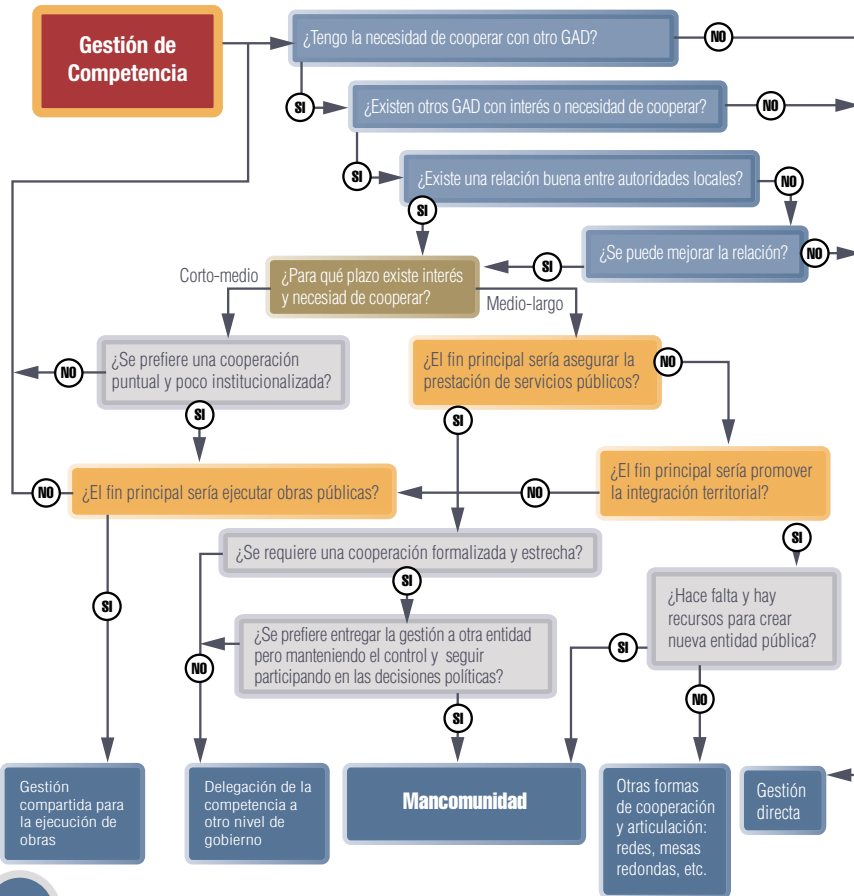 Gestión de
Competencia
¿Tengo la necesidad de cooperar con otro GAD?
NO
SI
¿Existen otros GAD con interés o necesidad de cooperar?
NO
SI
¿Existe una relación buena entre autoridades locales?
NO
SI
¿Se puede mejorar la relación?
NO
SI
Corto-medio
¿Para qué plazo existe interés
y necesiad de cooperar?
Medio-largo
¿Se prefiere una cooperación
puntual y poco institucionalizada?
NO
SI
¿El fin principal sería asegurar la
prestación de servicios públicos?
NO
SI
¿El fin principal sería ejecutar obras públicas?
NO
SI
¿El fin principal sería promover
la integración territorial?
NO
SI
¿Se requiere una cooperación formalizada y estrecha?
SI
¿Hace falta y hay
recursos para crear
nueva entidad pública?
SI
NO
¿Se prefiere entregar la gestión a otra entidad
pero manteniendo el control y seguir
participando en las decisiones políticas?
NO
SI
Gestión
compartida para
la ejecución de
obras
Delegación de la
competencia a
otro nivel de
gobierno
Mancomunidad
Otras formas
de cooperación
y articulación:
redes, mesas
redondas, etc.
Gestión
directa